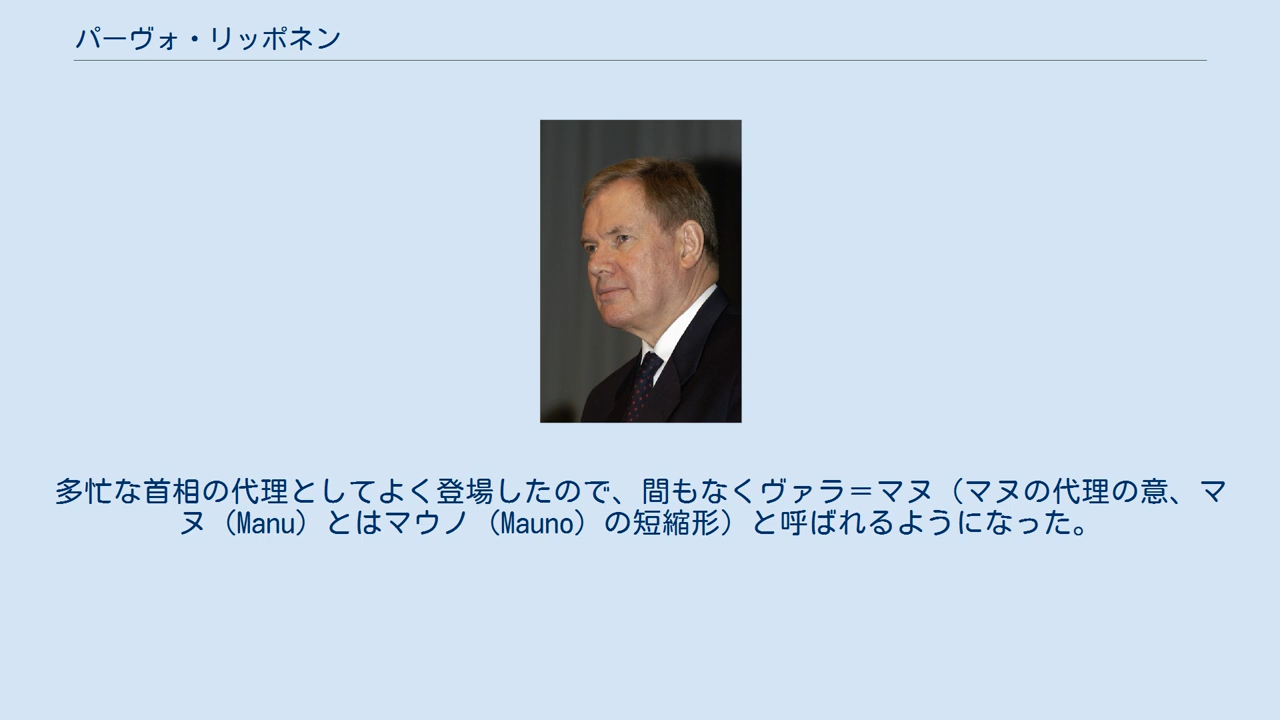 パーヴォ・リッポネン
多忙な首相の代理としてよく登場したので、間もなくヴァラ＝マヌ（マヌの代理の意、マ
ヌ（Manu）とはマウノ（Mauno）の短縮形）と呼ばれるようになった。